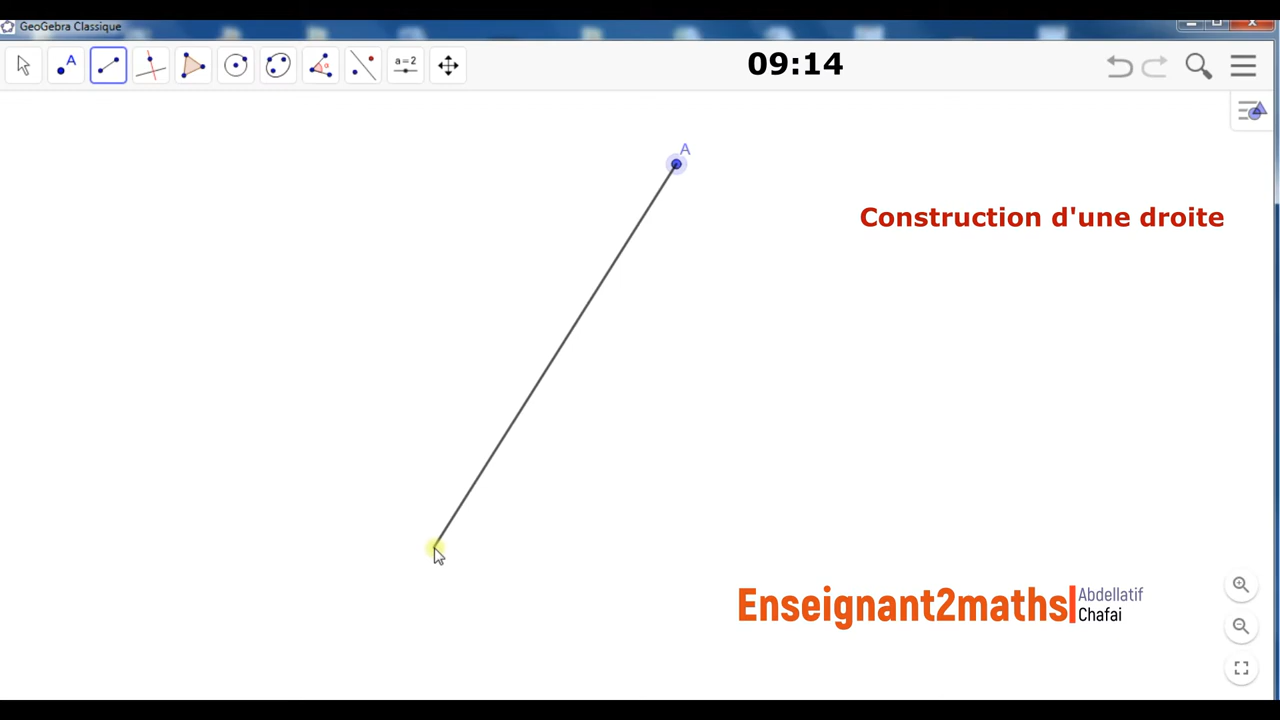 GeoGebra Classique
A
a=2
09:14
A
Construction d'une droite
Enseignant2maths
Abdellatif
Chafai